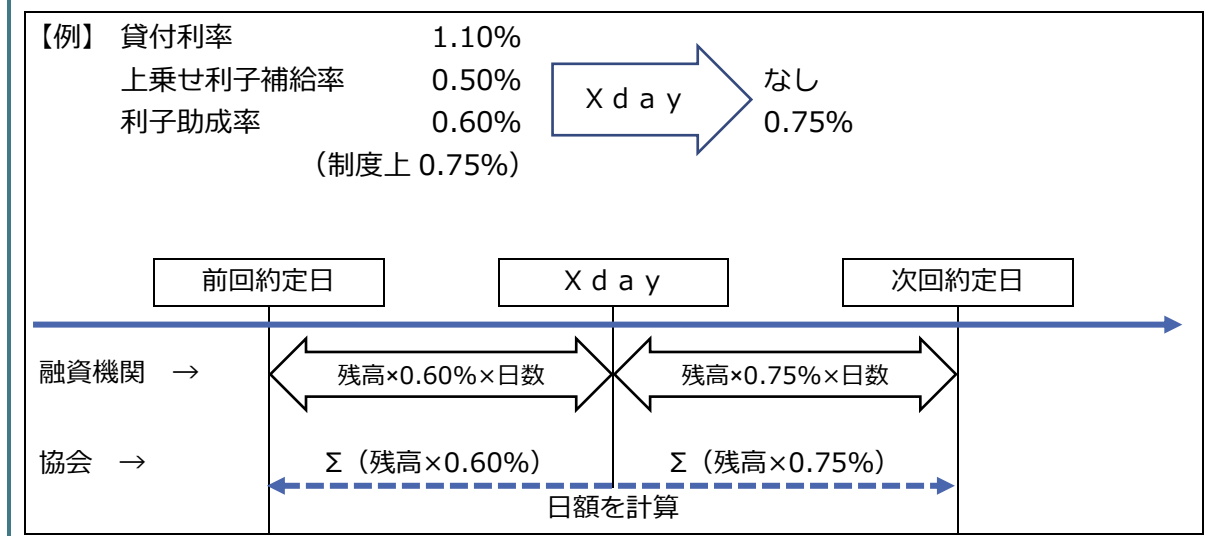 【例】 貸付利率 1.10%
上乗せ利子補給率 0.50% なし
Xday
利子助成率 0.60% 0.75%
(制度上 0.75%)
前回約定日 Xday 次回約定日
融資機関 → 残高×0.60%×日数 残高×0.75%×日数
協会 → Σ(残高×0.60%) Σ(残高×0.75%)
日額を計算